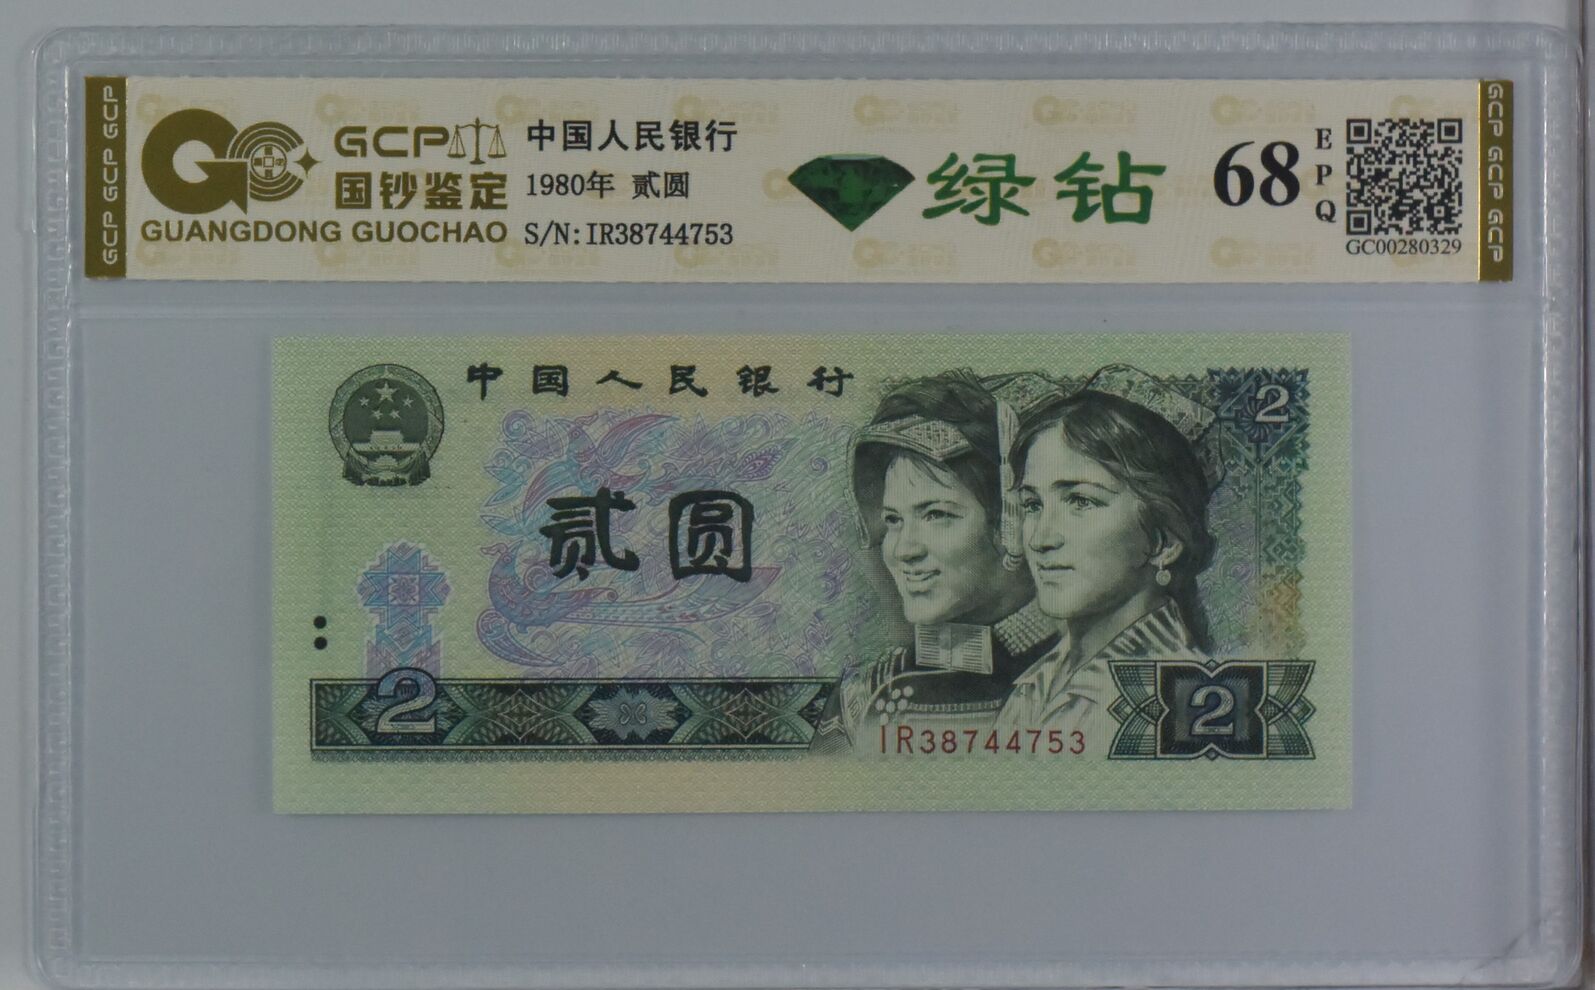 GCP GCP GCP
GCP
国钞鉴定
GUANGDONG GUOCHAO
中国人民银行
1980年 贰圆
S/N:IR38744753
绿钻
68
EPQ
GC00280329
GCP GCP GCP
中国人民银行
2
贰圆
2
2
IR38744753